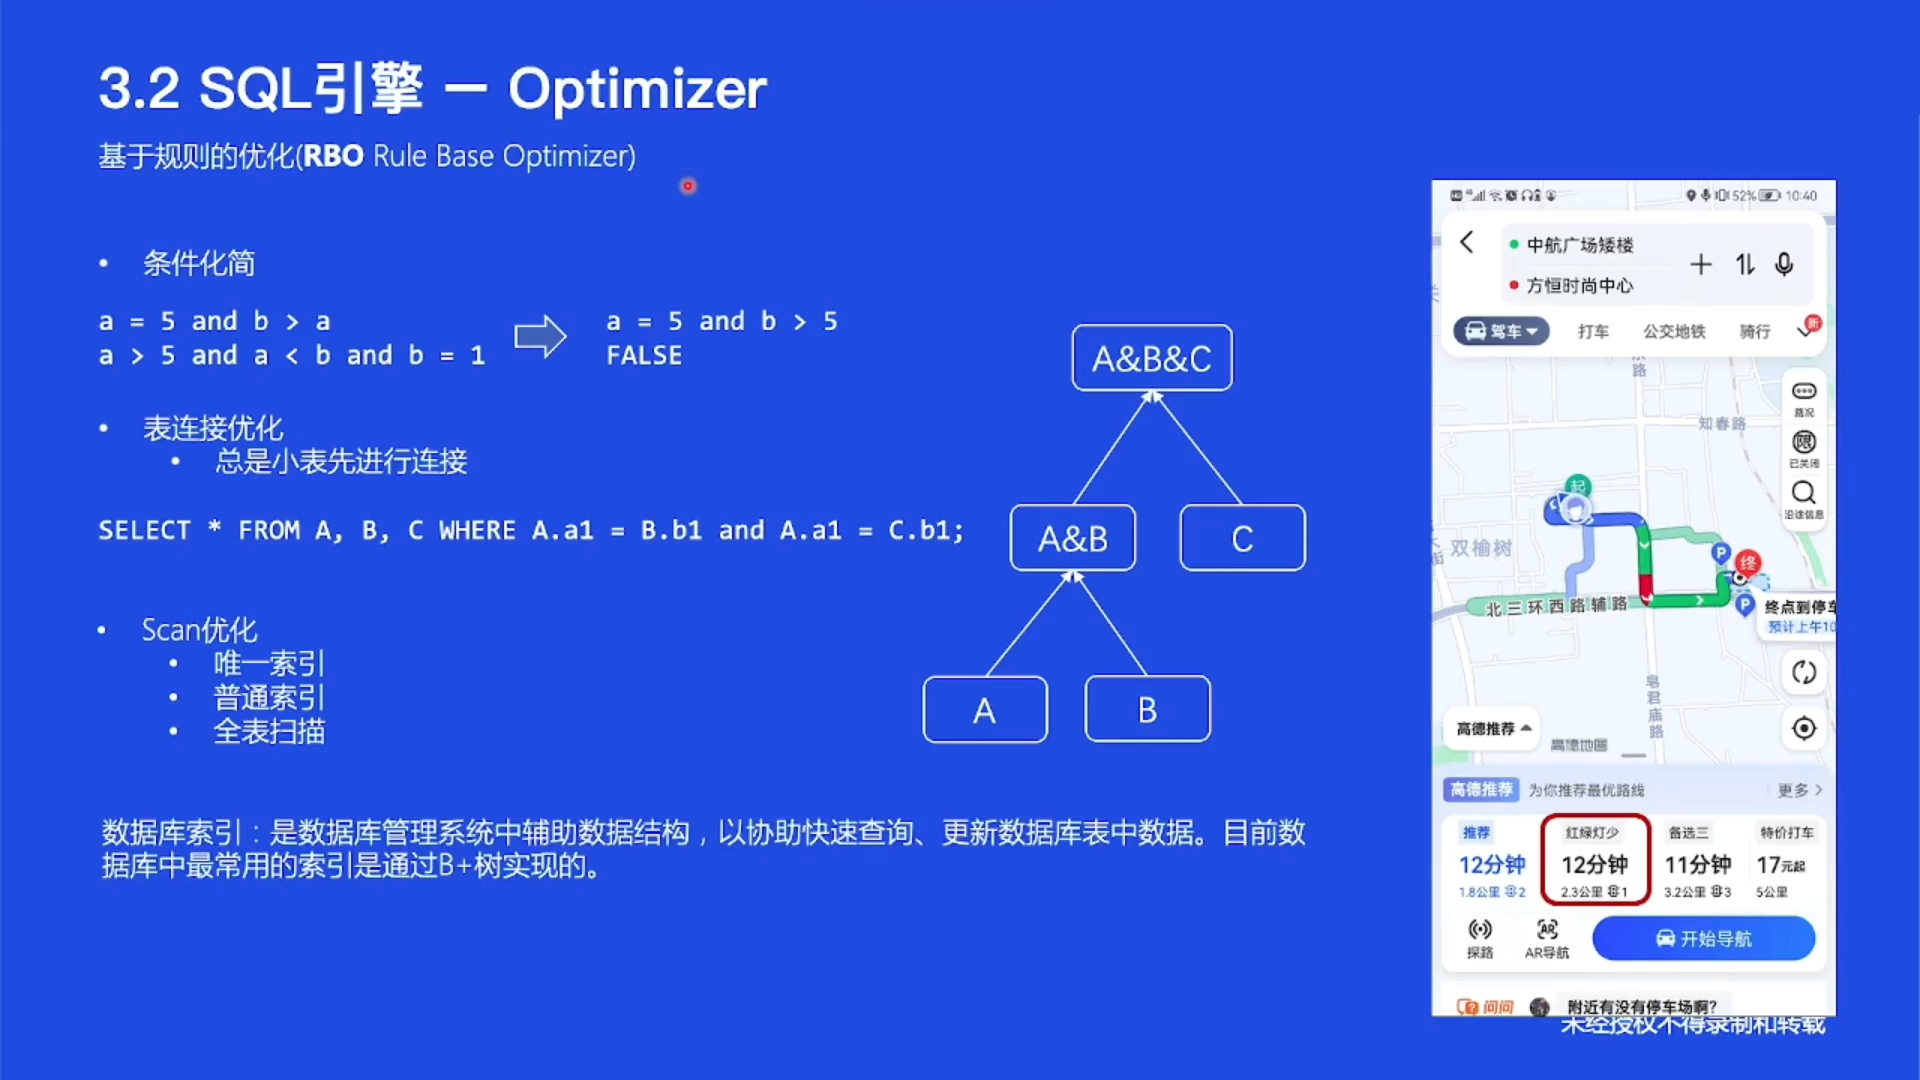 3.2 SQL引擎 — Optimizer
基于规则的优化(RBO Rule Base Optimizer)
• 条件化简
a = 5 and b > a
a > 5 and a < b and b = 1
a = 5 and b > 5
FALSE
• 表连接优化
• 总是小表先进行连接
SELECT * FROM A, B, C WHERE A.a1 = B.b1 and A.a1 = C.b1;
• Scan优化
• 唯一索引
• 普通索引
• 全表扫描
A&B&C
A&B
C
A
B
数据库索引：是数据库管理系统中辅助数据结构，以协助快速查询、更新数据库表中数据。目前数
据库中最常用的索引是通过B+树实现的。
52% 10:40
中航广场矮楼
方恒时尚中心
驾车 打车 公交地铁 骑行
新
路
路况
知春路
限
已关闭
沿途信息
起
双榆树
P
终
北三环西路辅路
P
终点到停车
预计上午10
皂君庙路
高德推荐
高德地图
高德推荐 为你推荐最优路线 更多 >
推荐 红绿灯少 备选三 特价打车
12分钟 12分钟 11分钟 17元起
1.8公里 2 2.3公里 1 3.2公里 3 5公里
探路 AR导航 开始导航
问问 附近有没有停车场啊?
未经授权不得录制和转载